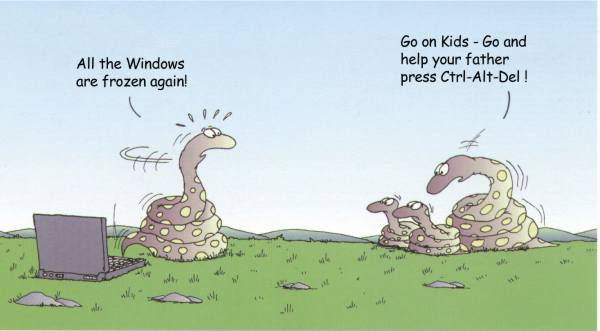 All the Windows
are frozen again!
Go on Kids - Go and
help your father
press Ctrl-Alt-Del !